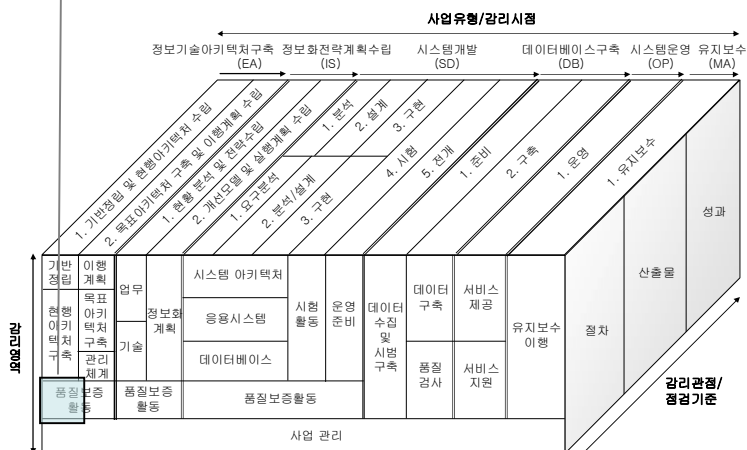 사업유형/감리시점
정보기술아키텍처구축
(EA)
정보화전략계획수립
(IS)
시스템개발
(SD)
데이터베이스구축
(DB)
시스템운영
(OP)
유지보수
(MA)
1. 기반정립 및 현행아키텍처 수립
2. 목표아키텍처 구축 및 이행계획 수립
1. 현황 분석 및 전략수립
2. 개선모델 및 실행계획 수립
1. 분석
2. 설계
3. 구현
1. 요구분석
2. 분석/설계
3. 구현
4. 시험
5. 전개
1. 준비
2. 구축
1. 운영
1. 유지보수
성과
산출물
절차
감리관점/
점검기준
감리영역
기반
정립
이행
계획
현행
아키
텍처
구축
목표
아키
텍처
구축
관리
체계
업무
기술
정보화
계획
시스템 아키텍처
응용시스템
데이터베이스
시험
활동
운영
준비
데이터
수집
및
시범
구축
데이터
구축
품질
검사
서비스
제공
서비스
지원
유지보수
이행
품질보증
활동
품질보증
활동
품질보증활동
사업 관리